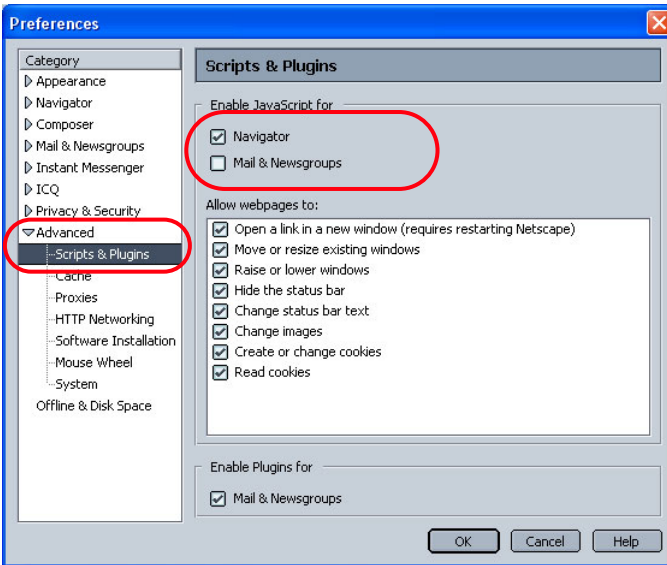 Preferences
Category
Appearance
Navigator
Composer
Mail & Newsgroups
Instant Messenger
ICQ
Privacy & Security
Advanced
Scripts & Plugins
Cache
Proxies
HTTP Networking
Software Installation
Mouse Wheel
System
Offline & Disk Space
Scripts & Plugins
Enable JavaScript for
Navigator
Mail & Newsgroups
Allow webpages to:
Open a link in a new window (requires restarting Netscape)
Move or resize existing windows
Raise or lower windows
Hide the status bar
Change status bar text
Change images
Create or change cookies
Read cookies
Enable Plugins for
Mail & Newsgroups
OK
Cancel
Help